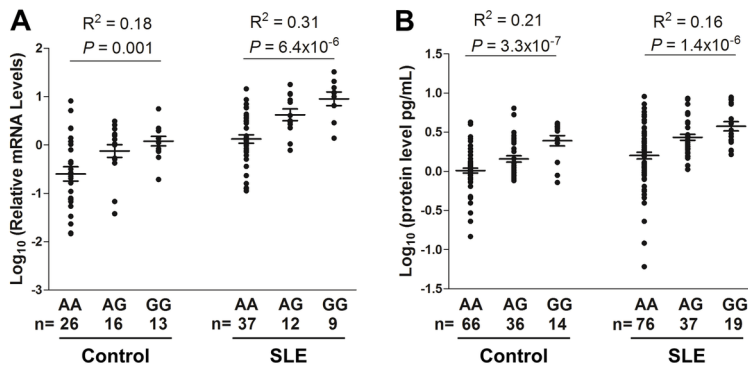 A
R² = 0.18
P = 0.001
R² = 0.31
P = 6.4x10⁻⁶
Log₁₀ (Relative mRNA Levels)
2
1
0
-1
-2
-3
AA AG GG AA AG GG
n= 26 16 13 n= 37 12 9
Control SLE
B
R² = 0.21
P = 3.3x10⁻⁷
R² = 0.16
P = 1.4x10⁻⁶
Log₁₀ (protein level pg/mL)
1.5
1.0
0.5
0.0
-0.5
-1.0
-1.5
AA AG GG AA AG GG
n= 66 36 14 n= 76 37 19
Control SLE